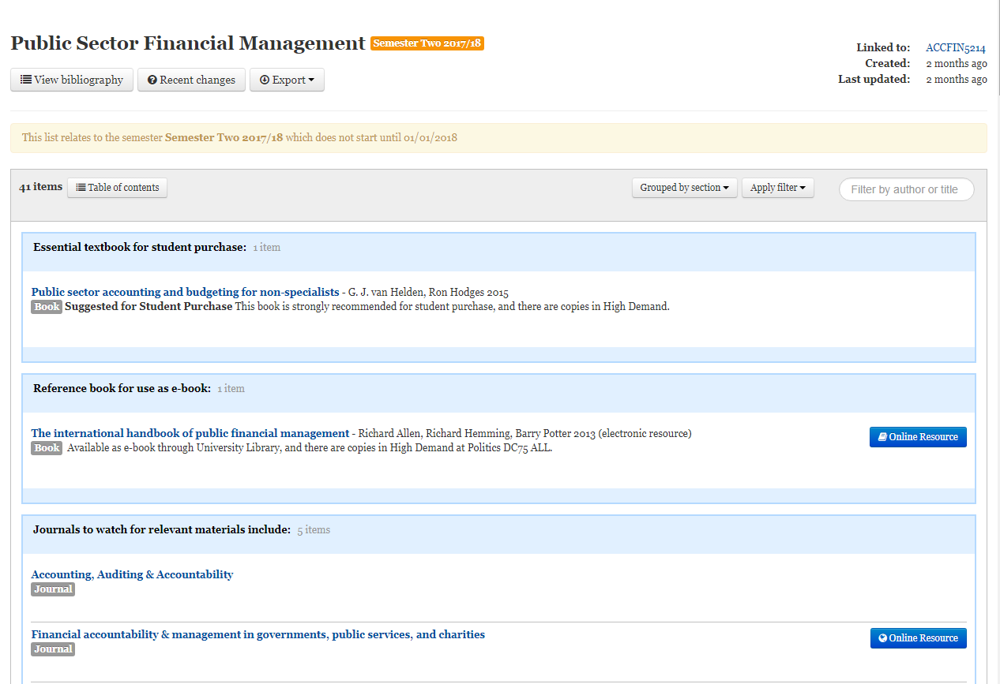 Public Sector Financial Management Semester Two 2017/18
Linked to: ACCFIN5214
Created: 2 months ago
Last updated: 2 months ago
View bibliography Recent changes Export
This list relates to the semester Semester Two 2017/18 which does not start until 01/01/2018
41 items Table of contents Grouped by section Apply filter Filter by author or title
Essential textbook for student purchase: 1 item
Public sector accounting and budgeting for non-specialists - G. J. van Helden, Ron Hodges 2015
Book Suggested for Student Purchase This book is strongly recommended for student purchase, and there are copies in High Demand.
Reference book for use as e-book: 1 item
The international handbook of public financial management - Richard Allen, Richard Hemming, Barry Potter 2013 (electronic resource)
Online Resource
Book Available as e-book through University Library, and there are copies in High Demand at Politics DC75 ALL.
Journals to watch for relevant materials include: 5 items
Accounting, Auditing & Accountability
Journal
Financial accountability & management in governments, public services, and charities
Online Resource
Journal